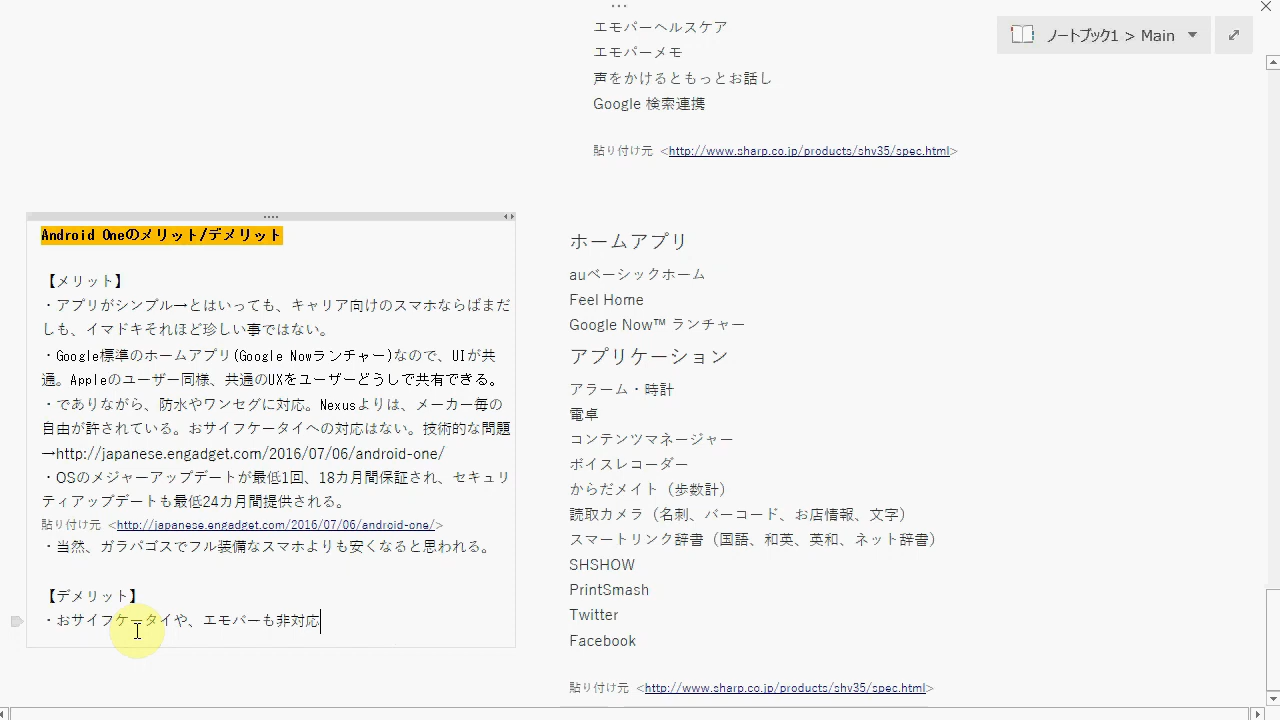 エモパーヘルスケア
エモパーメモ
声をかけるともっとお話し
Google 検索連携
貼り付け元 <http://www.sharp.co.jp/products/shv35/spec.html>
ノートブック1 > Main
Android Oneのメリット/デメリット
【メリット】
・アプリがシンプル→とはいっても、キャリア向けのスマホならばまだ
しも、イマドキそれほど珍しい事ではない。
・Google標準のホームアプリ(Google Nowランチャー)なので、UIが共
通。Appleのユーザー同様、共通のUXをユーザーどうしで共有できる。
・でありながら、防水やワンセグに対応。Nexusよりは、メーカー毎の
自由が許されている。おサイフケータイへの対応はない。技術的な問題
→http://japanese.engadget.com/2016/07/06/android-one/
・OSのメジャーアップデートが最低1回、18カ月間保証され、セキュリ
ティアップデートも最低24カ月間提供される。
貼り付け元 <http://japanese.engadget.com/2016/07/06/android-one/>
・当然、ガラパゴスでフル装備なスマホよりも安くなると思われる。
【デメリット】
・おサイフケータイや、エモバーも非対応
ホームアプリ
auベーシックホーム
Feel Home
Google Now™ ランチャー
アプリケーション
アラーム・時計
電卓
コンテンツマネージャー
ボイスレコーダー
からだメイト（歩数計）
読取カメラ（名刺、バーコード、お店情報、文字）
スマートリンク辞書（国語、和英、英和、ネット辞書）
SHSHOW
PrintSmash
Twitter
Facebook
貼り付け元 <http://www.sharp.co.jp/products/shv35/spec.html>